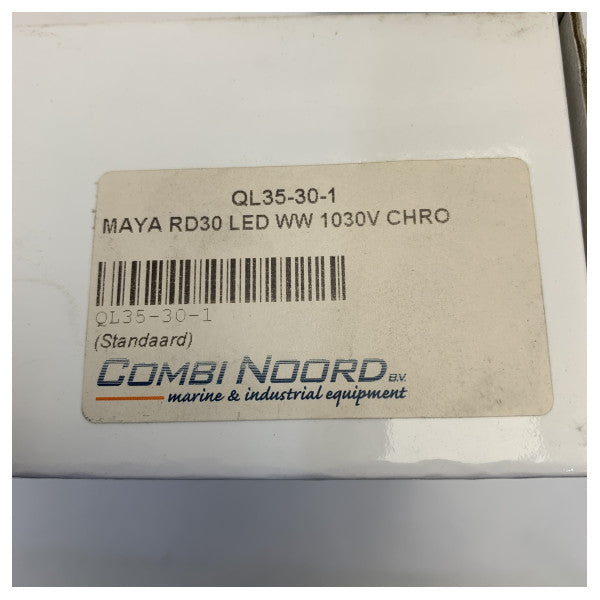 QL35-30-1
MAYA RD30 LED WW 1030V CHRO
QL35-30-1
(Standaard)
COMBI NOORD B.V.
marine & industrial equipment